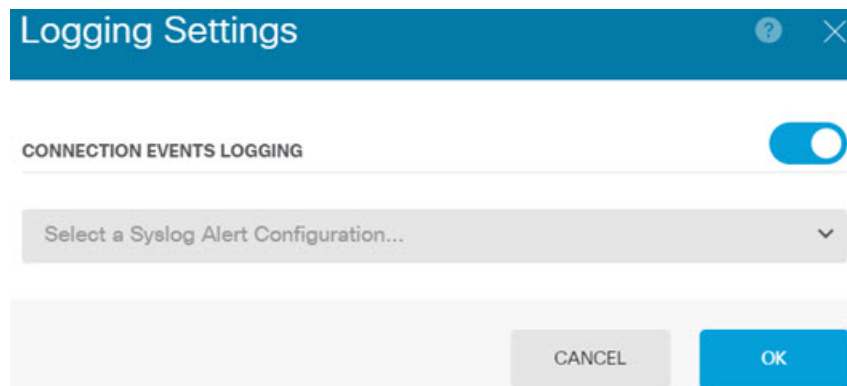 Logging Settings
?
CONNECTION EVENTS LOGGING
Select a Syslog Alert Configuration...
CANCEL
OK